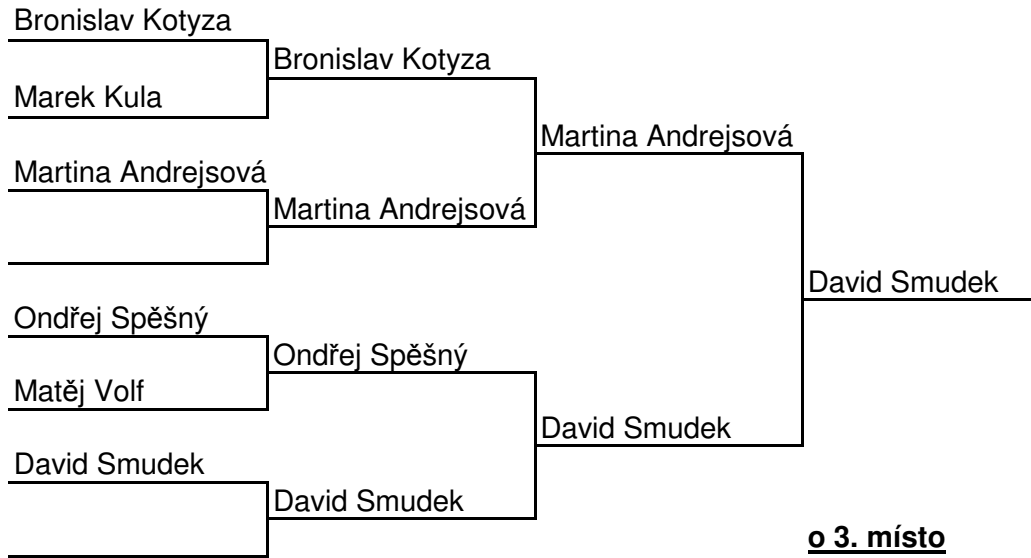 Bronislav Kotyza
Bronislav Kotyza
Marek Kula
Martina Andrejsová
Martina Andrejsová
Martina Andrejsová
David Smudek
Ondřej Spěšný
Ondřej Spěšný
Matěj Volf
David Smudek
David Smudek
David Smudek
o 3. místo